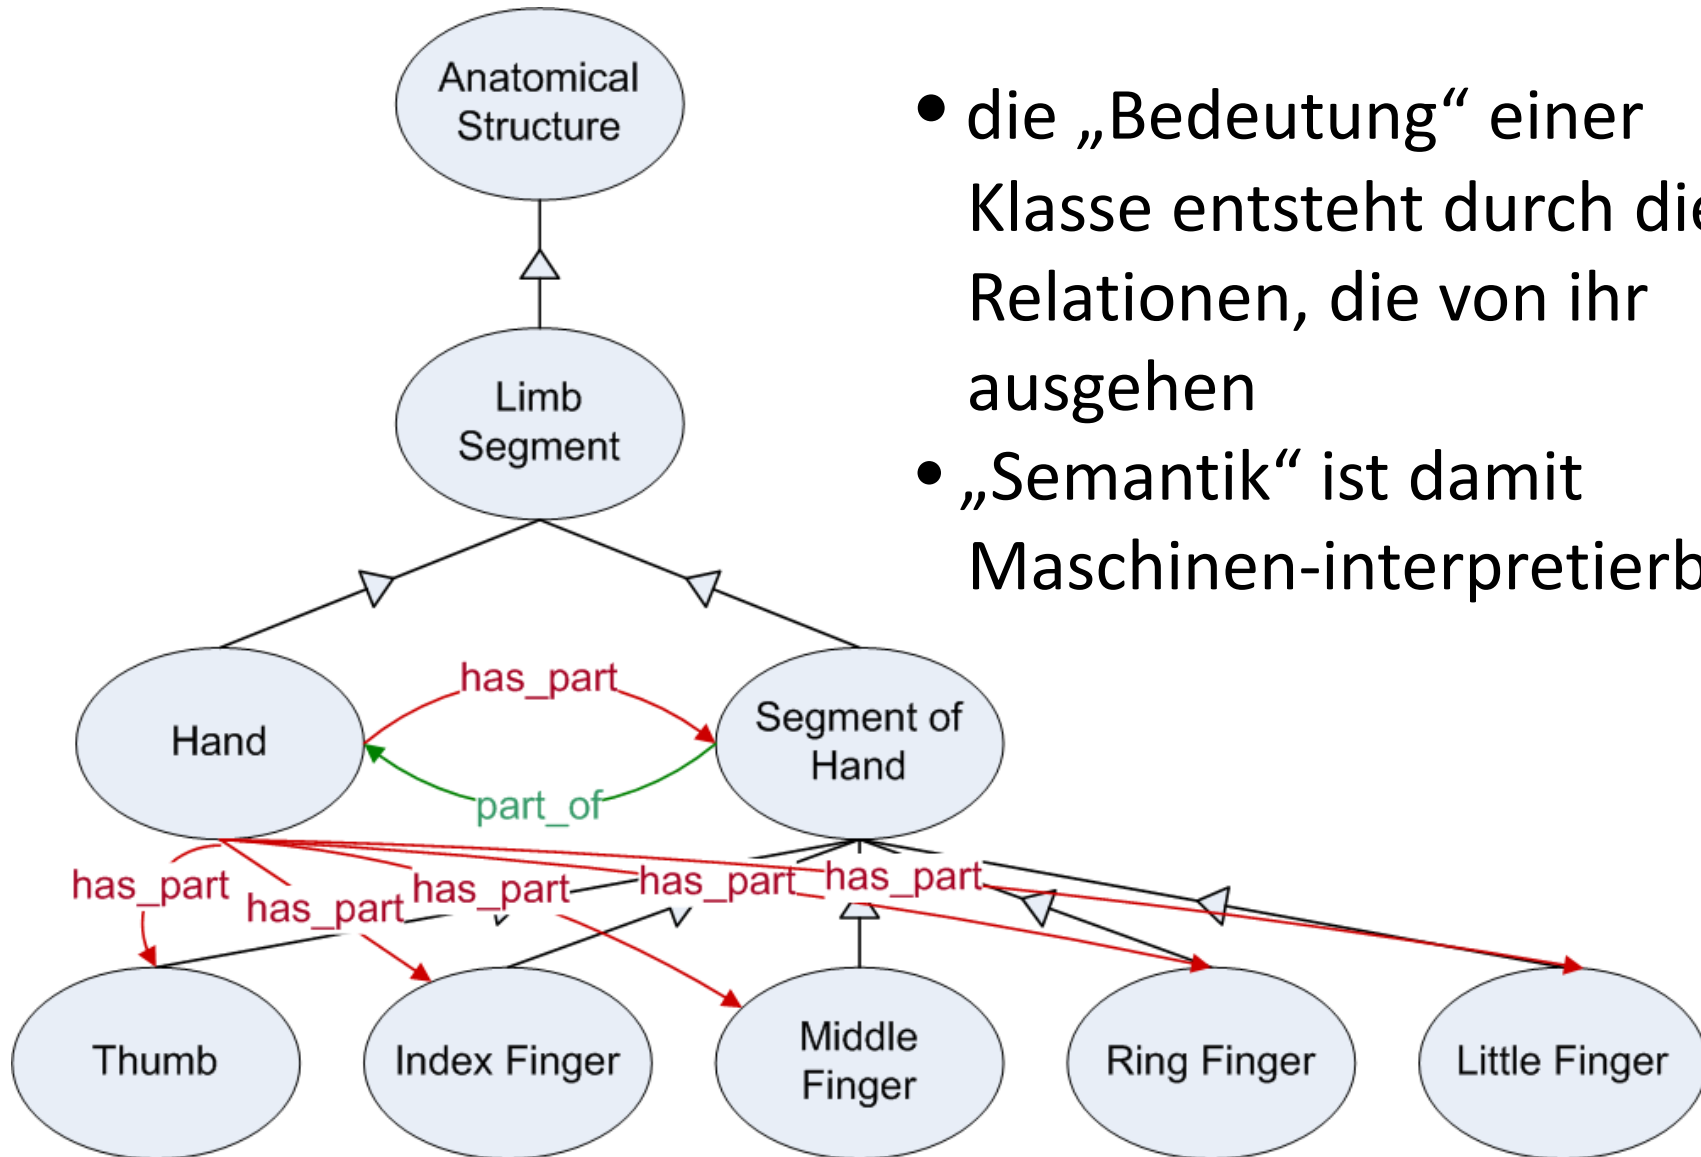 Anatomical
Structure
• die „Bedeutung“ einer
Klasse entsteht durch die
Relationen, die von ihr
ausgehen
• „Semantik“ ist damit
Maschinen-interpretierb
Limb
Segment
has_part
Hand
Segment of
Hand
part_of
has_part
has_part
has_part
has_part
has_part
Thumb
Index Finger
Middle
Finger
Ring Finger
Little Finger